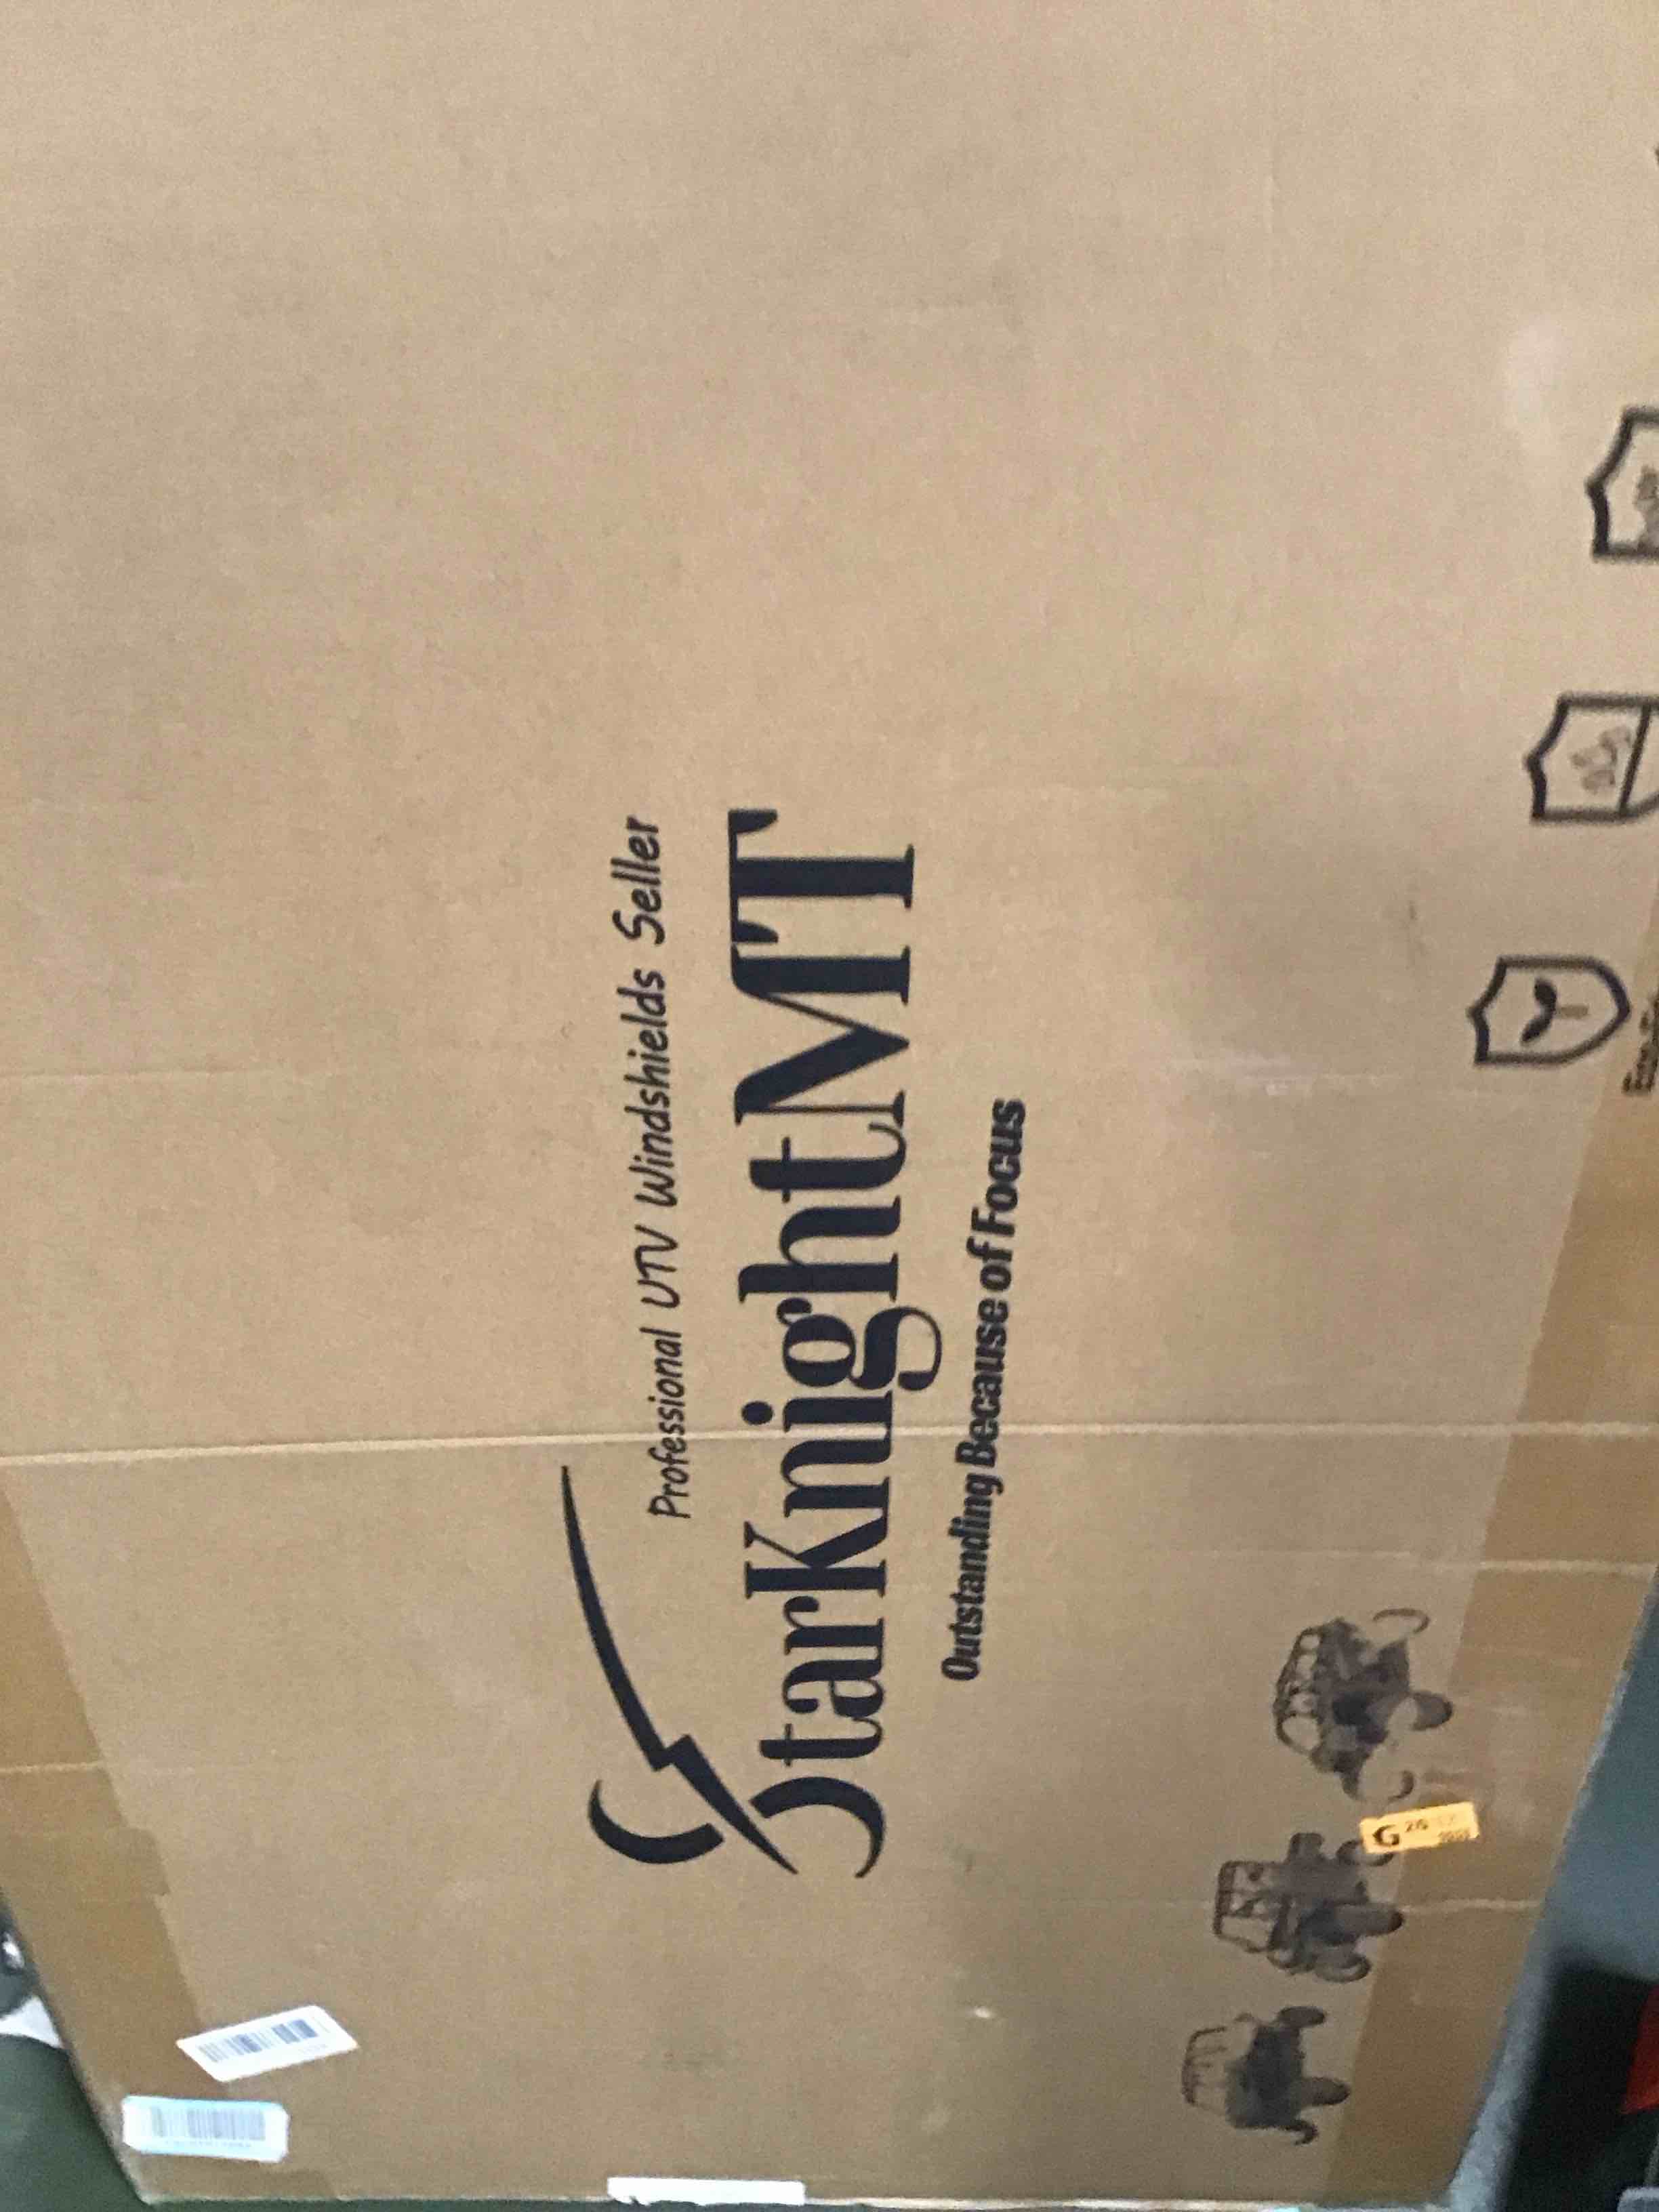 Professional UTV Windshields Seller
StarKnightMT
Outstanding Because of Focus
G